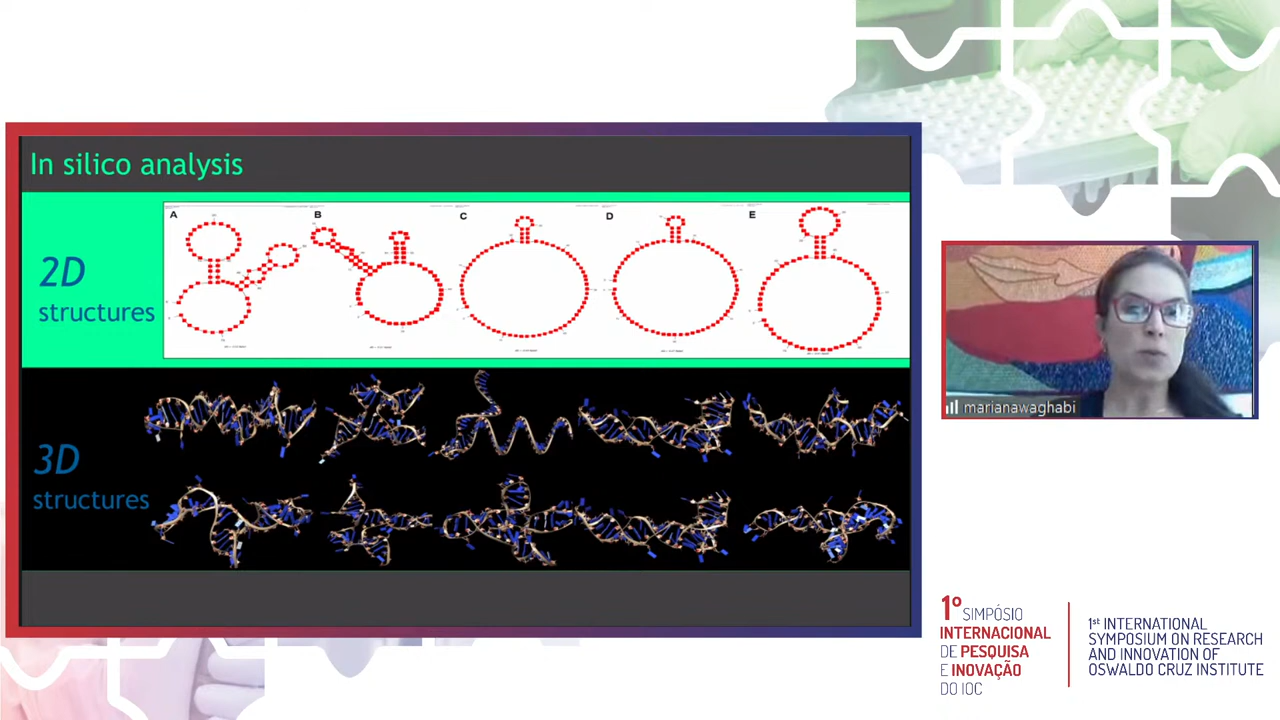 In silico analysis
2D
structures
A
B
C
D
E
3D
structures
marianawaghabi
1º SIMPÓSIO
INTERNACIONAL
DE PESQUISA
E INOVAÇÃO
DO IOC
1st INTERNATIONAL
SYMPOSIUM ON RESEARCH
AND INNOVATION OF
OSWALDO CRUZ INSTITUTE